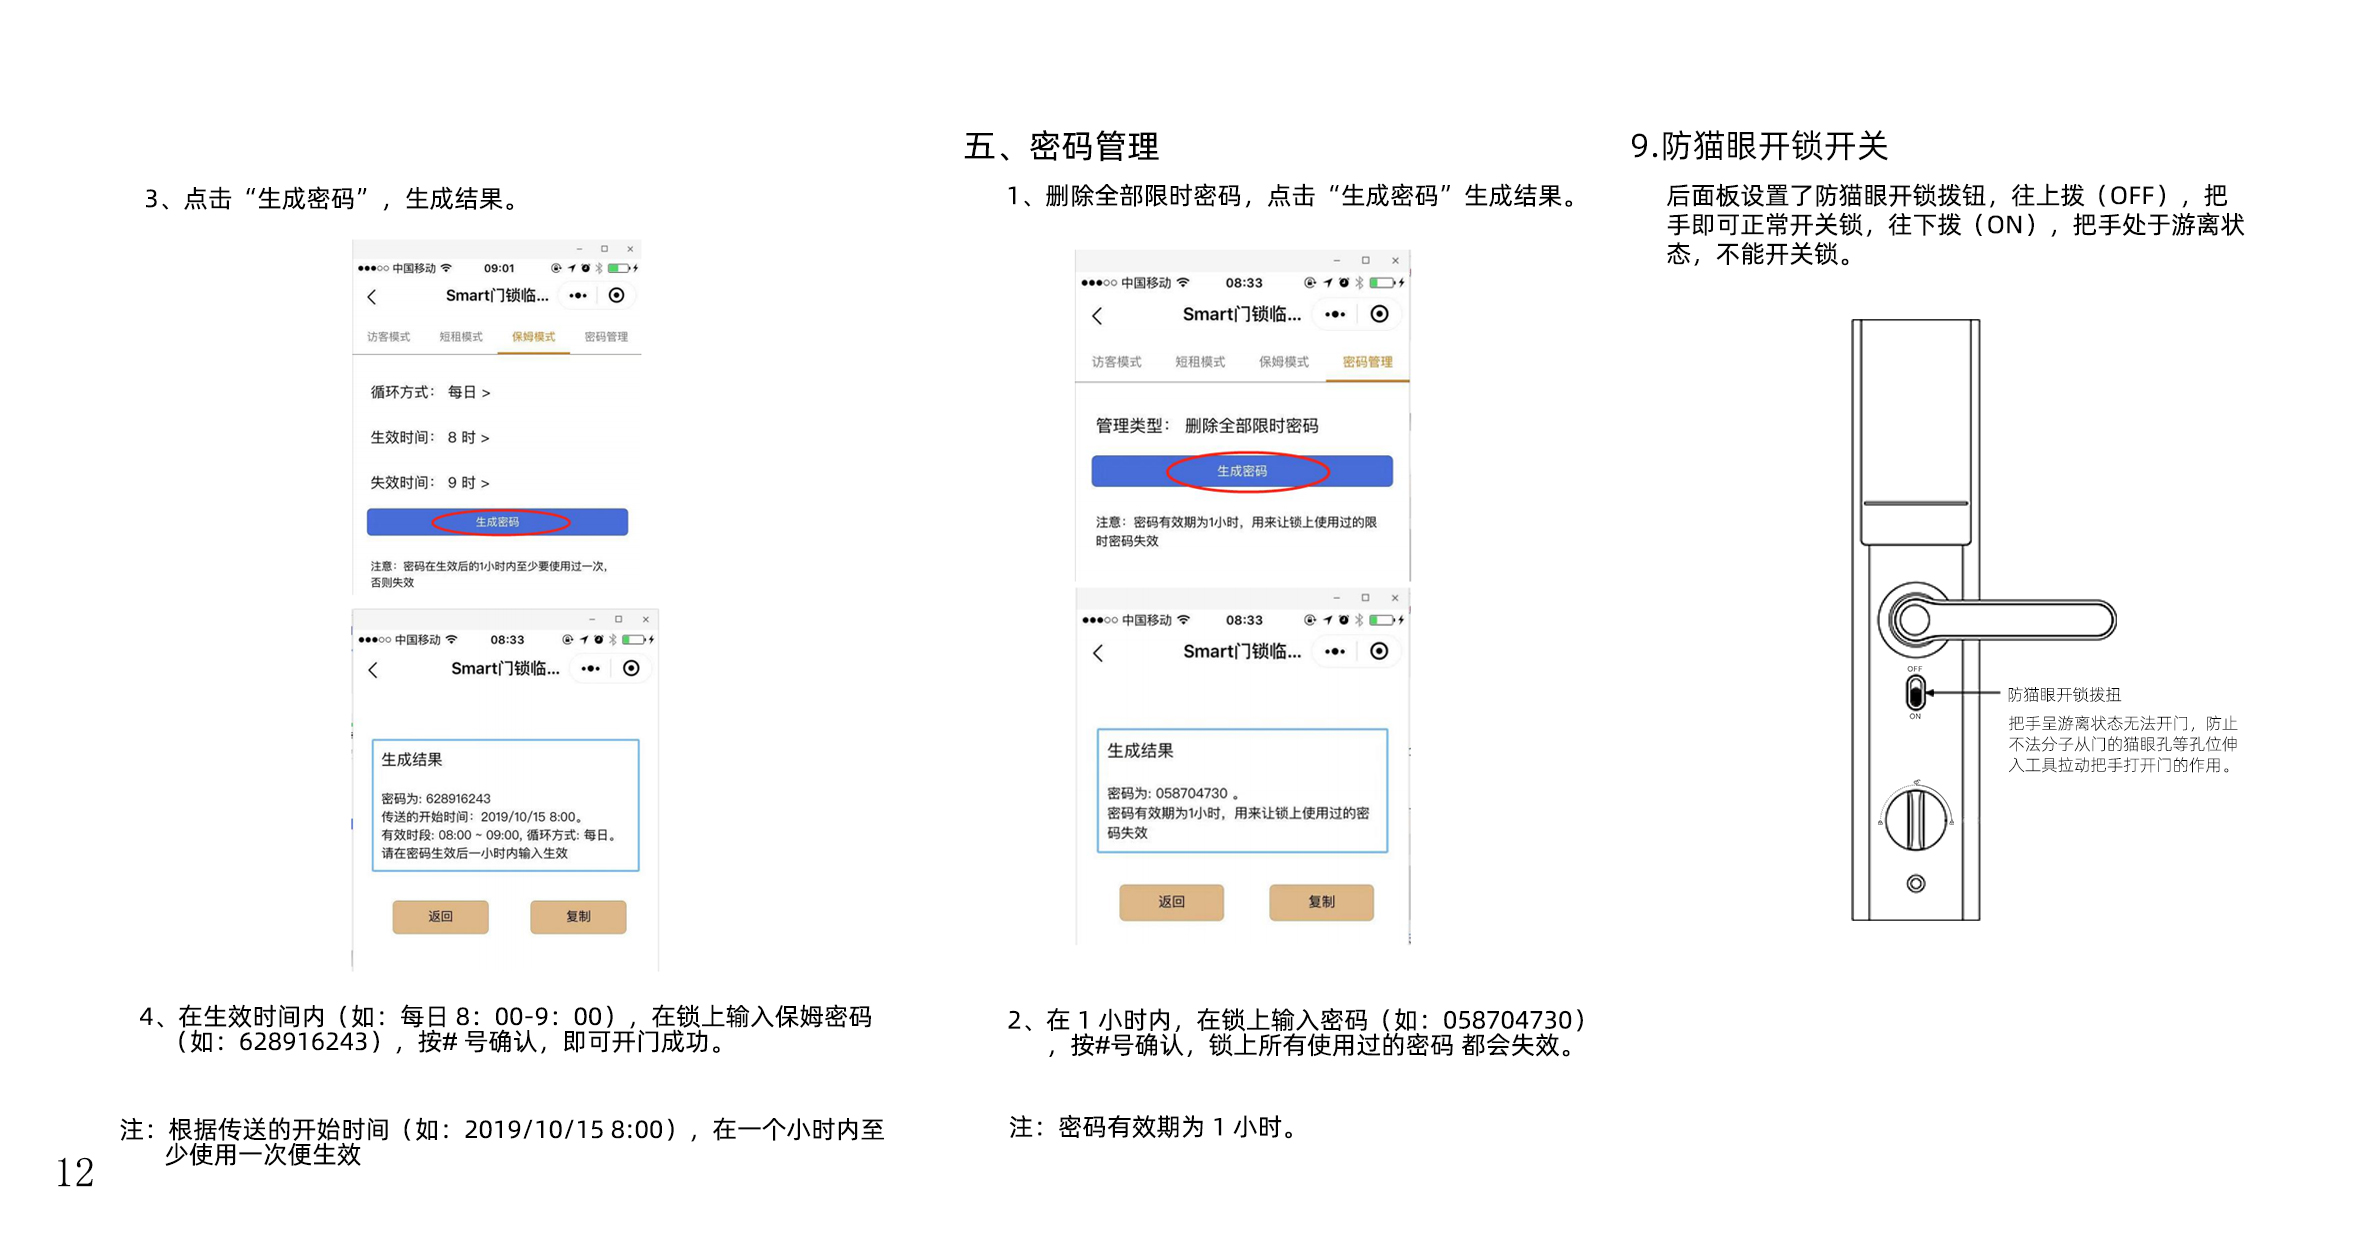 3、点击“生成密码”，生成结果。
中国移动 09:01
Smart门锁临...
访客模式 短租模式 保姆模式 密码管理
循环方式： 每日 >
生效时间： 8 时 >
失效时间： 9 时 >
生成密码
注意：密码在生效后的1小时内至少要使用过一次，
否则失效
中国移动 08:33
Smart门锁临...
生成结果
密码为: 628916243
传送的开始时间：2019/10/15 8:00。
有效时段: 08:00 ~ 09:00, 循环方式: 每日。
请在密码生效后一小时内输入生效
返回 复制
4、在生效时间内（如：每日 8：00-9：00），在锁上输入保姆密码
（如：628916243），按# 号确认，即可开门成功。
注：根据传送的开始时间（如：2019/10/15 8:00），在一个小时内至
少使用一次便生效
12
五、密码管理
1、删除全部限时密码，点击“生成密码”生成结果。
中国移动 08:33
Smart门锁临...
访客模式 短租模式 保姆模式 密码管理
管理类型： 删除全部限时密码
生成密码
注意：密码有效期为1小时，用来让锁上使用过的限
时密码失效
中国移动 08:33
Smart门锁临...
生成结果
密码为: 058704730 。
密码有效期为1小时，用来让锁上使用过的密
码失效
返回 复制
2、在 1 小时内，在锁上输入密码（如：058704730）
，按#号确认，锁上所有使用过的密码 都会失效。
注：密码有效期为 1 小时。
9.防猫眼开锁开关
后面板设置了防猫眼开锁拨钮，往上拨（OFF），把
手即可正常开关锁，往下拨（ON），把手处于游离状
态，不能开关锁。
OFF
ON
防猫眼开锁拨扭
把手呈游离状态无法开门，防止
不法分子从门的猫眼孔等孔位伸
入工具拉动把手打开门的作用。